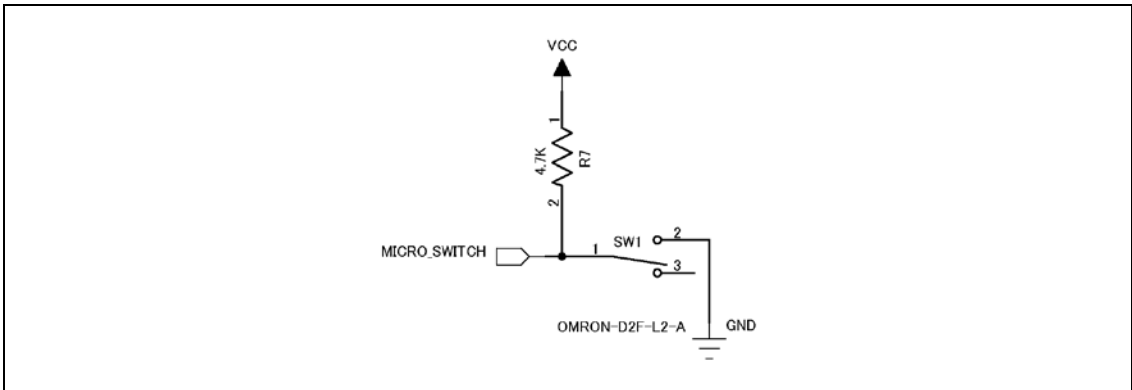 VCC
1
4.7K
R7
2
MICRO_SWITCH
1
SW1
2
3
OMRON-D2F-L2-A
GND